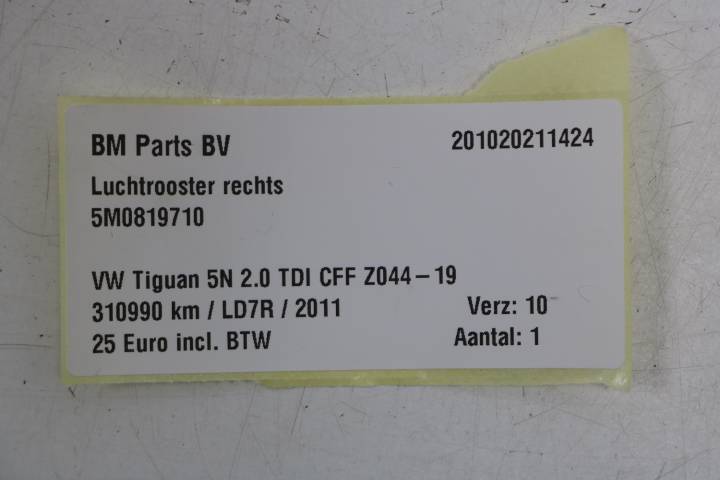 BM Parts BV 201020211424
Luchtrooster rechts
5M0819710
VW Tiguan 5N 2.0 TDI CFF Z044-19
310990 km / LD7R / 2011 Verz: 10
25 Euro incl. BTW Aantal: 1